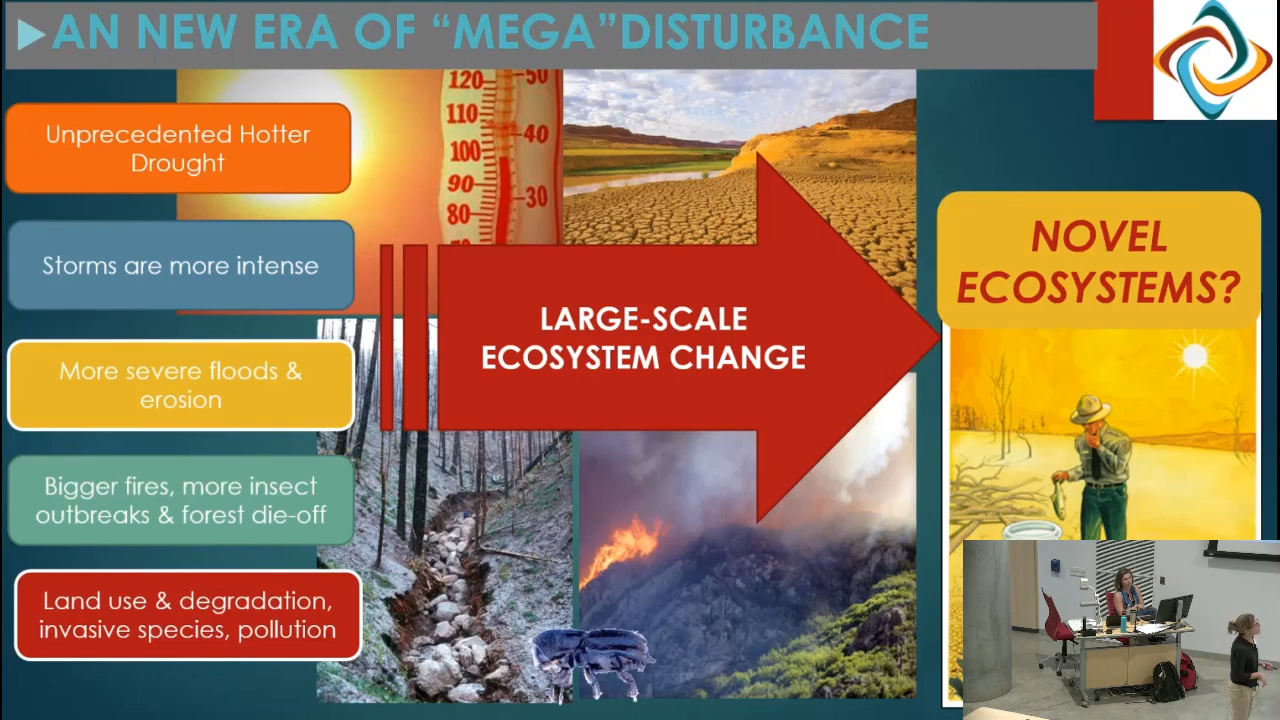 AN NEW ERA OF “MEGA”DISTURBANCE
Unprecedented Hotter
Drought
Storms are more intense
More severe floods &
erosion
Bigger fires, more insect
outbreaks & forest die-off
Land use & degradation,
invasive species, pollution
120
110
100
90
80
50
40
30
LARGE-SCALE
ECOSYSTEM CHANGE
NOVEL
ECOSYSTEMS?